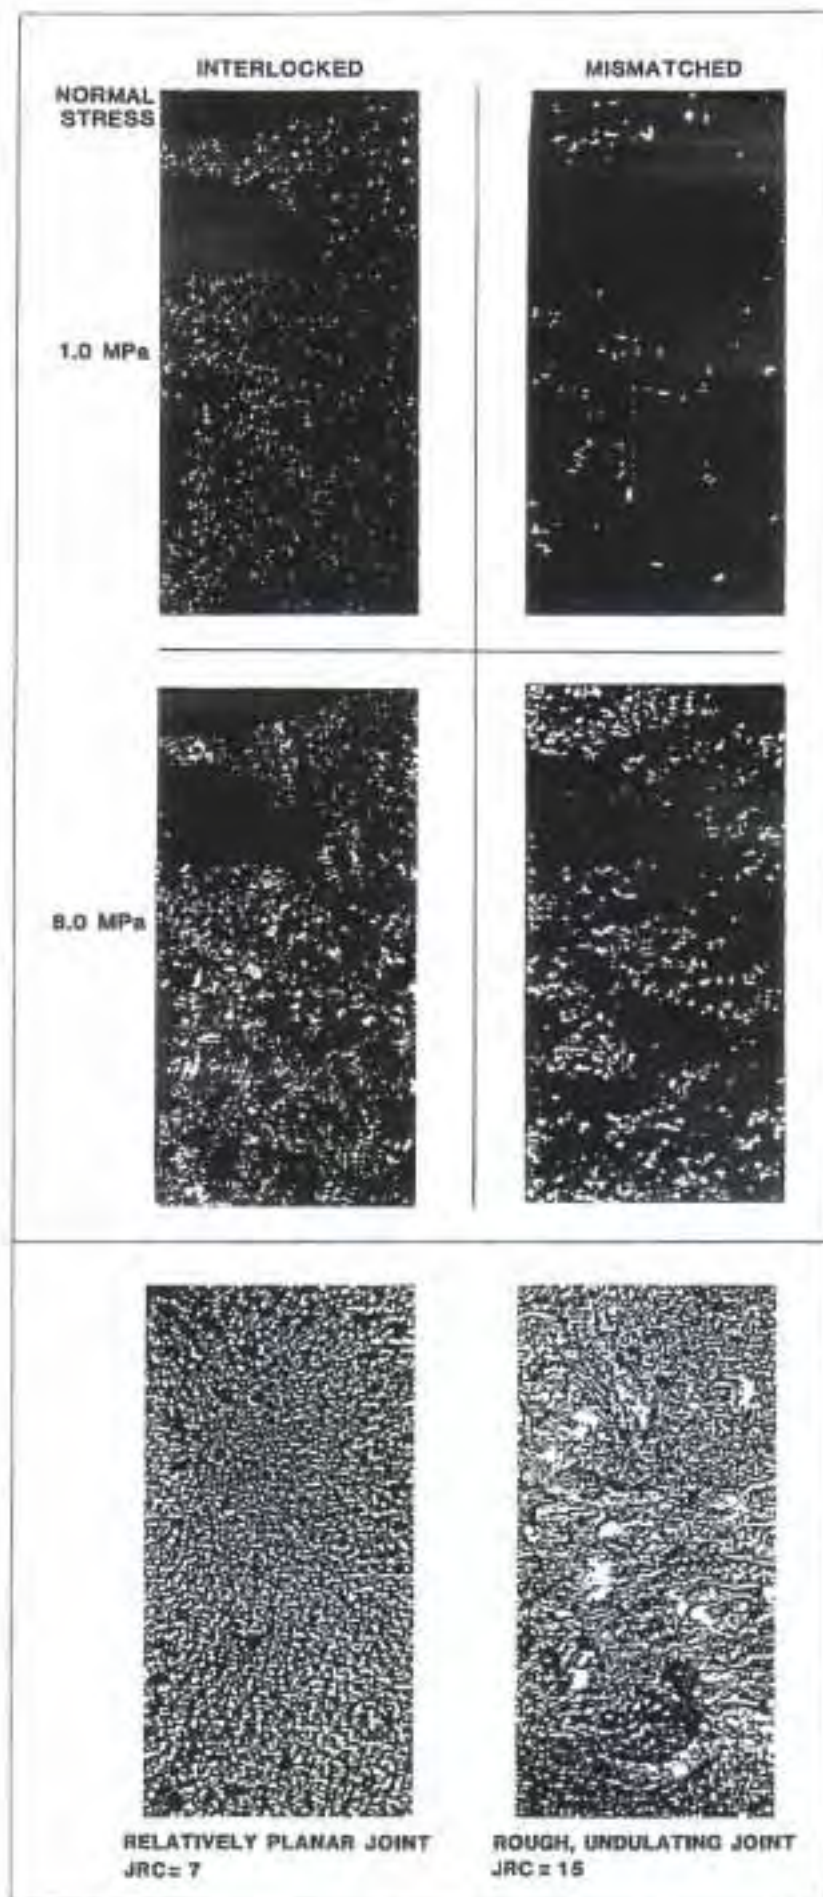 INTERLOCKED
MISMATCHED
NORMAL
STRESS
1.0 MPa
8.0 MPa
RELATIVELY PLANAR JOINT
JRC= 7
ROUGH, UNDULATING JOINT
JRC = 15